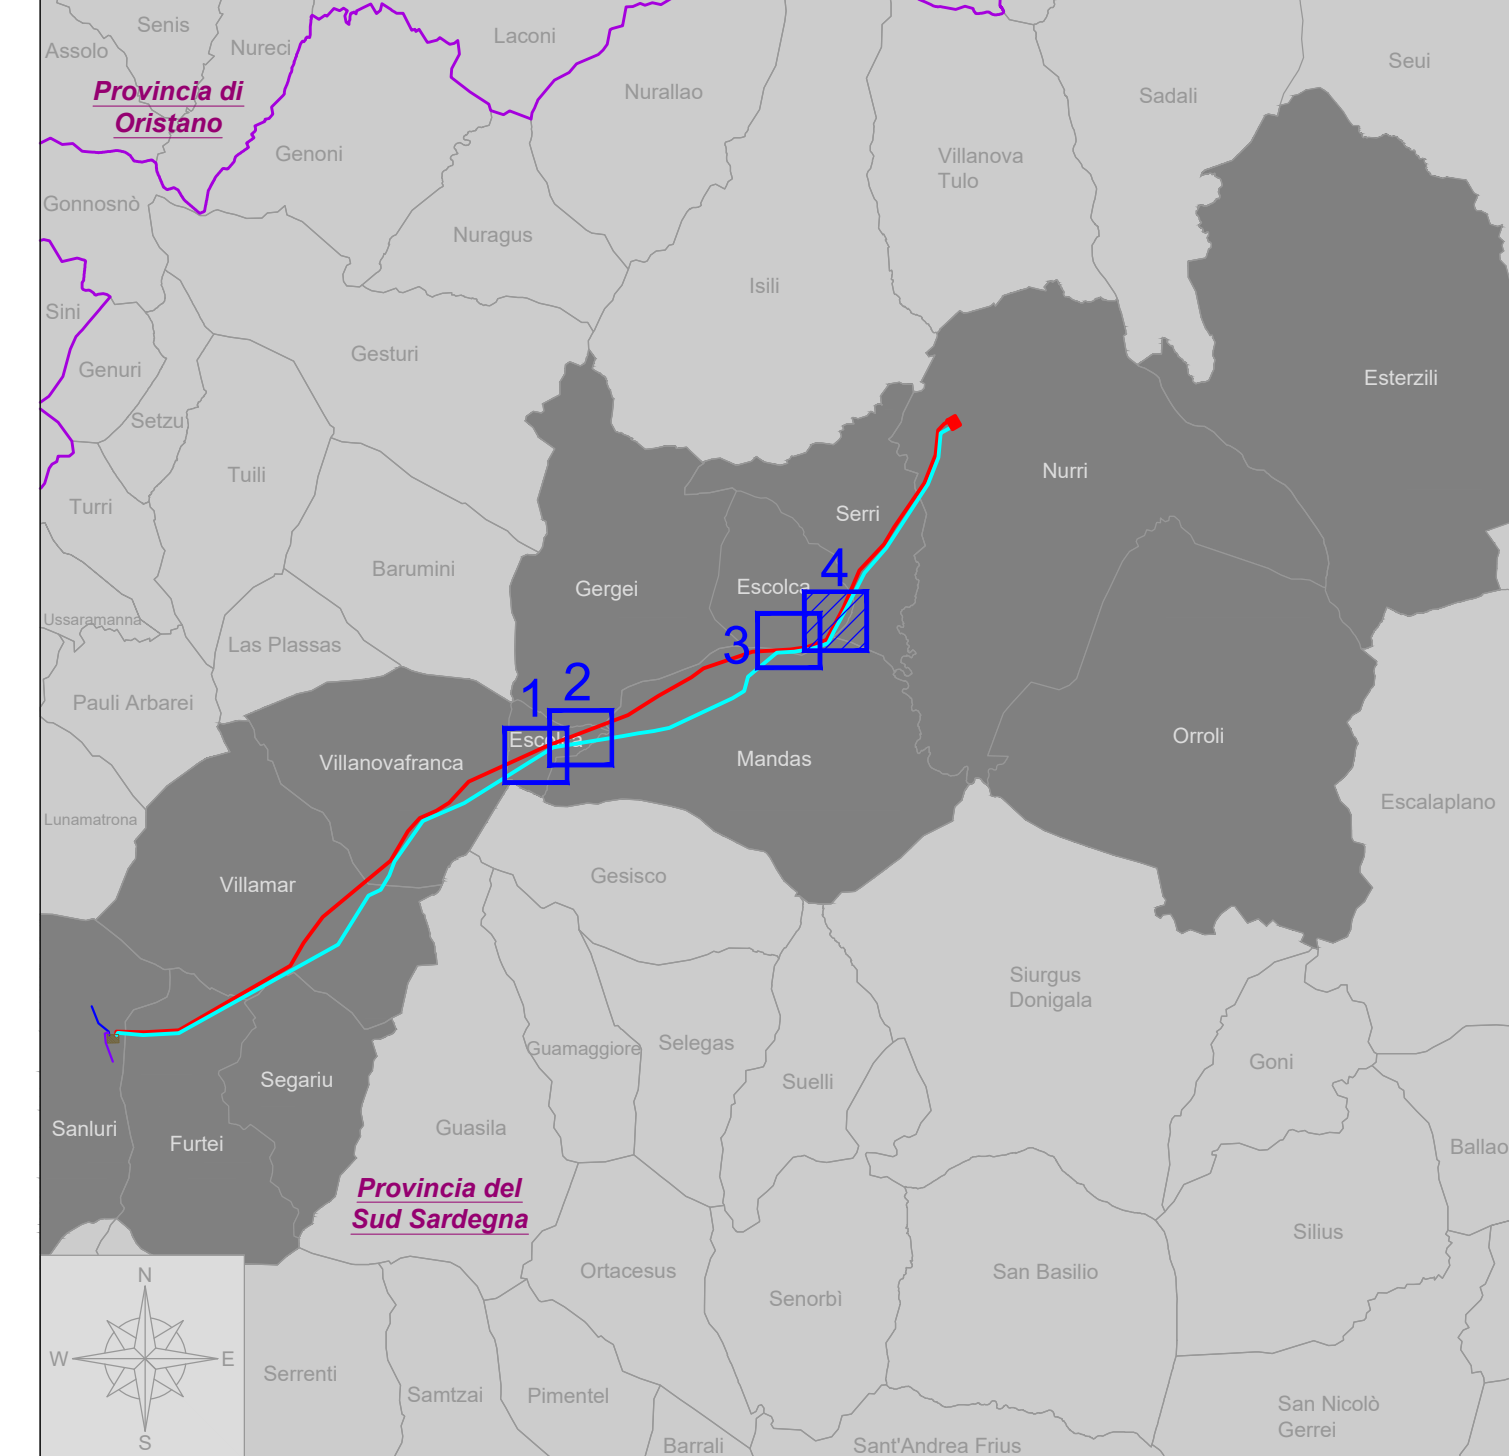 Senis
Assolo
Nureci
Laconi
Seui
Nurallao
Sadali
Provincia di
Oristano
Genoni
Villanova
Tulo
Gonnosnò
Nuragus
Isili
Sini
Gesturi
Genuri
Esterzili
Setzu
Tuili
Nurri
Turri
Serri
Barumini
4
Gergei
Escolca
Ussaramanna
Las Plassas
3
2
1
Pauli Arbarei
Escolca
Orroli
Villanovafranca
Mandas
Escalaplano
Lunamatrona
Gesisco
Villamar
Siurgus
Donigala
Guamaggiore
Selegas
Goni
Segariu
Suelli
Sanluri
Guasila
Furtei
Ballao
Provincia del
Sud Sardegna
Silius
Ortacesus
San Basilio
N
Senorbì
W
E
Serrenti
Samtzai
Pimentel
San Nicolò
Gerrei
S
Barrali
Sant'Andrea Frius